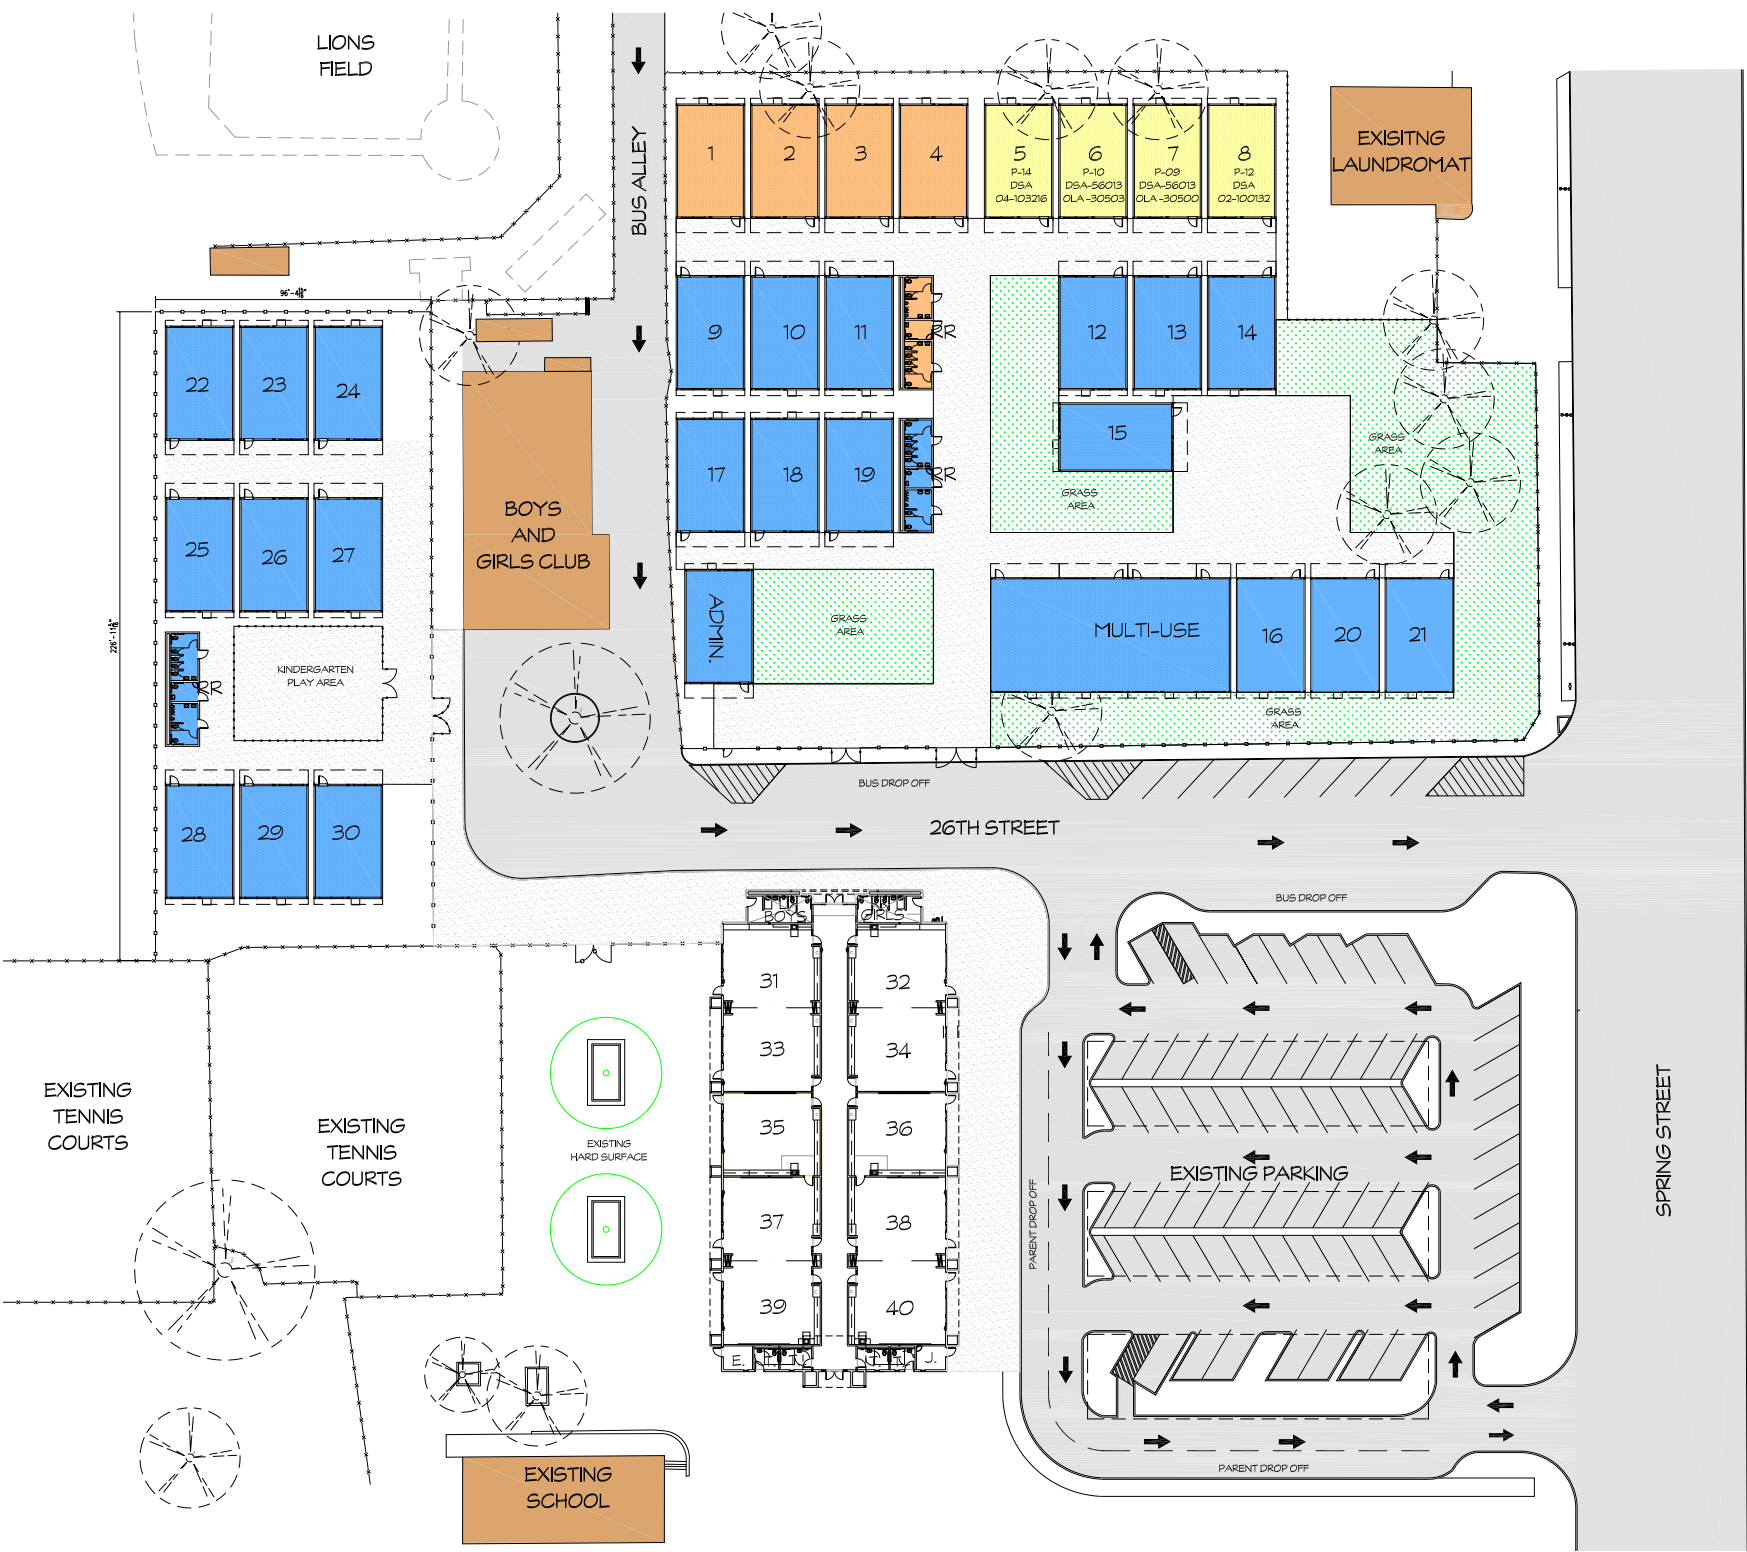 LIONS
FIELD
BUS ALLEY
1
2
3
4
5
P-14
DSA
04-103216
6
P-10
DSA-56013
OLA-30503
7
P-09
DSA-56013
OLA-30500
8
P-12
DSA
02-100132
EXISITNG
LAUNDROMAT
9
10
11
RR
12
13
14
22
23
24
15
17
18
19
RR
GRASS
AREA
GRASS
AREA
BOYS
AND
GIRLS CLUB
25
26
27
ADMIN.
GRASS
AREA
MULTI-USE
16
20
21
KINDERGARTEN
PLAY AREA
RR
GRASS
AREA
BUS DROP OFF
26TH STREET
28
29
30
BUS DROP OFF
BOYS
GIRLS
31
32
33
34
35
36
37
38
39
40
E.
J.
EXISTING
TENNIS
COURTS
EXISTING
TENNIS
COURTS
EXISTING
HARD SURFACE
EXISTING PARKING
PARENT DROP OFF
SPRING STREET
PARENT DROP OFF
EXISTING
SCHOOL